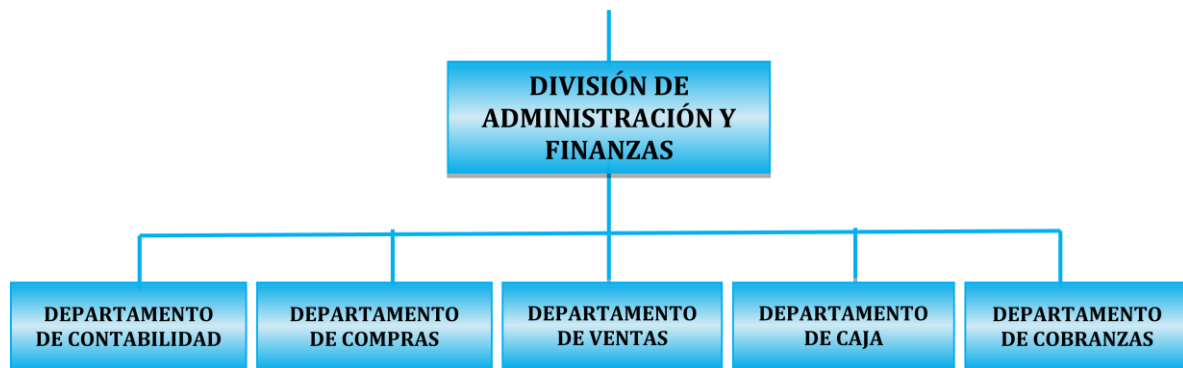 DIVISIÓN DE
ADMINISTRACIÓN Y
FINANZAS
DEPARTAMENTO
DE CONTABILIDAD
DEPARTAMENTO
DE COMPRAS
DEPARTAMENTO
DE VENTAS
DEPARTAMENTO
DE CAJA
DEPARTAMENTO
DE COBRANZAS